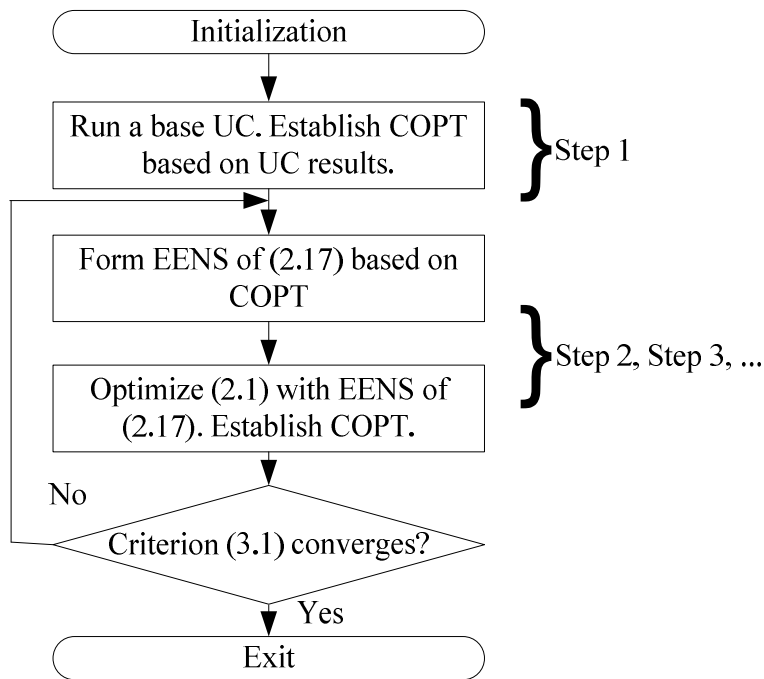 Initialization
Run a base UC. Establish COPT
based on UC results.
Step 1
Form EENS of (2.17) based on
COPT
Step 2, Step 3, ...
Optimize (2.1) with EENS of
(2.17). Establish COPT.
No
Criterion (3.1) converges?
Yes
Exit